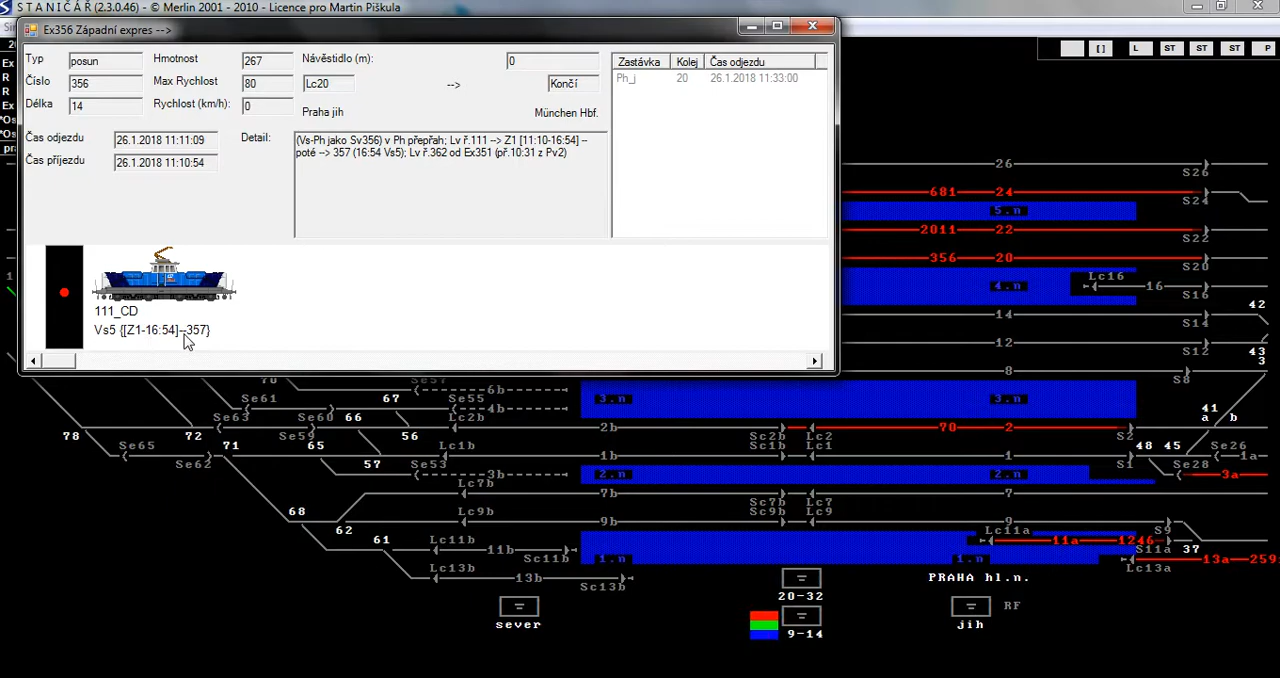 S T A N I Č Á Ř (2.3.0.46) - © Merlin 2001 - 2010 - Licence pro Martin Piškula
Ex356 Západní expres -->
Typ posun Hmotnost 267 Návěstidlo (m): 0
Číslo 356 Max Rychlost 80 Lc20 --> Končí
Délka 14 Rychlost (km/h): 0 Praha jih München Hbf.
Čas odjezdu 26.1.2018 11:11:09
Čas příjezdu 26.1.2018 11:10:54
Detail: (Vs-Ph jako Sv356) v Ph přepřah; Lv ř.111 --> Z1 [11:10-16:54] --
poté --> 357 (16:54 Vs5); Lv ř.362 od Ex351 (př.10:31 z Pv2)
Zastávka Kolej Čas odjezdu
Ph_j 20 26.1.2018 11:33:00
111_CD
Vs5 {[Z1-16:54]--357}
[ ] L ST ST ST P
26 S26
681 24 S24
5.n
2011 22 S22
356 20 S20
4.n Lc16 16 S16
42
14 S14
12 S12
43
3
8 S8
Se57 6b
3.n 3.n
Se61 67 Se55 4b
41
a b
Se63 66 Se60 Lc2b
78 72 Se59 56 2b Sc2b Lc2 70 2 S2
Se65 71 65 Lc1b Sc1b Lc1 48 45 Se26
1b 1 S1 1a
Se62 57 Se53 3b 2.n 2.n Se28 3a
Lc7b 7b 7
Sc7b Lc7
68 Lc9b Sc9b Lc9
62 9b Lc11a S9
61 Lc11b 11b Sc11b 11a 1246 S11a 37
1.n 1.n 13a 259
Lc13b 13b Sc13b Lc13a
PRAHA hl.n.
20-32
RF
sever 9-14 jih